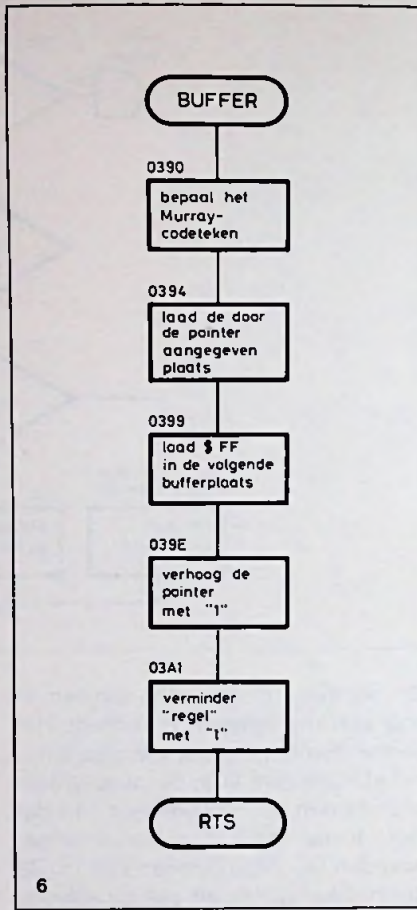 BUFFER
0390
bepaal het
Murray-
codeteken
0394
laad de door
de pointer
aangegeven
plaats
0399
laad $FF
in de volgende
bufferplaats
039E
verhoog de
pointer
met "1"
03A1
verminder
"regel"
met "1"
RTS
6